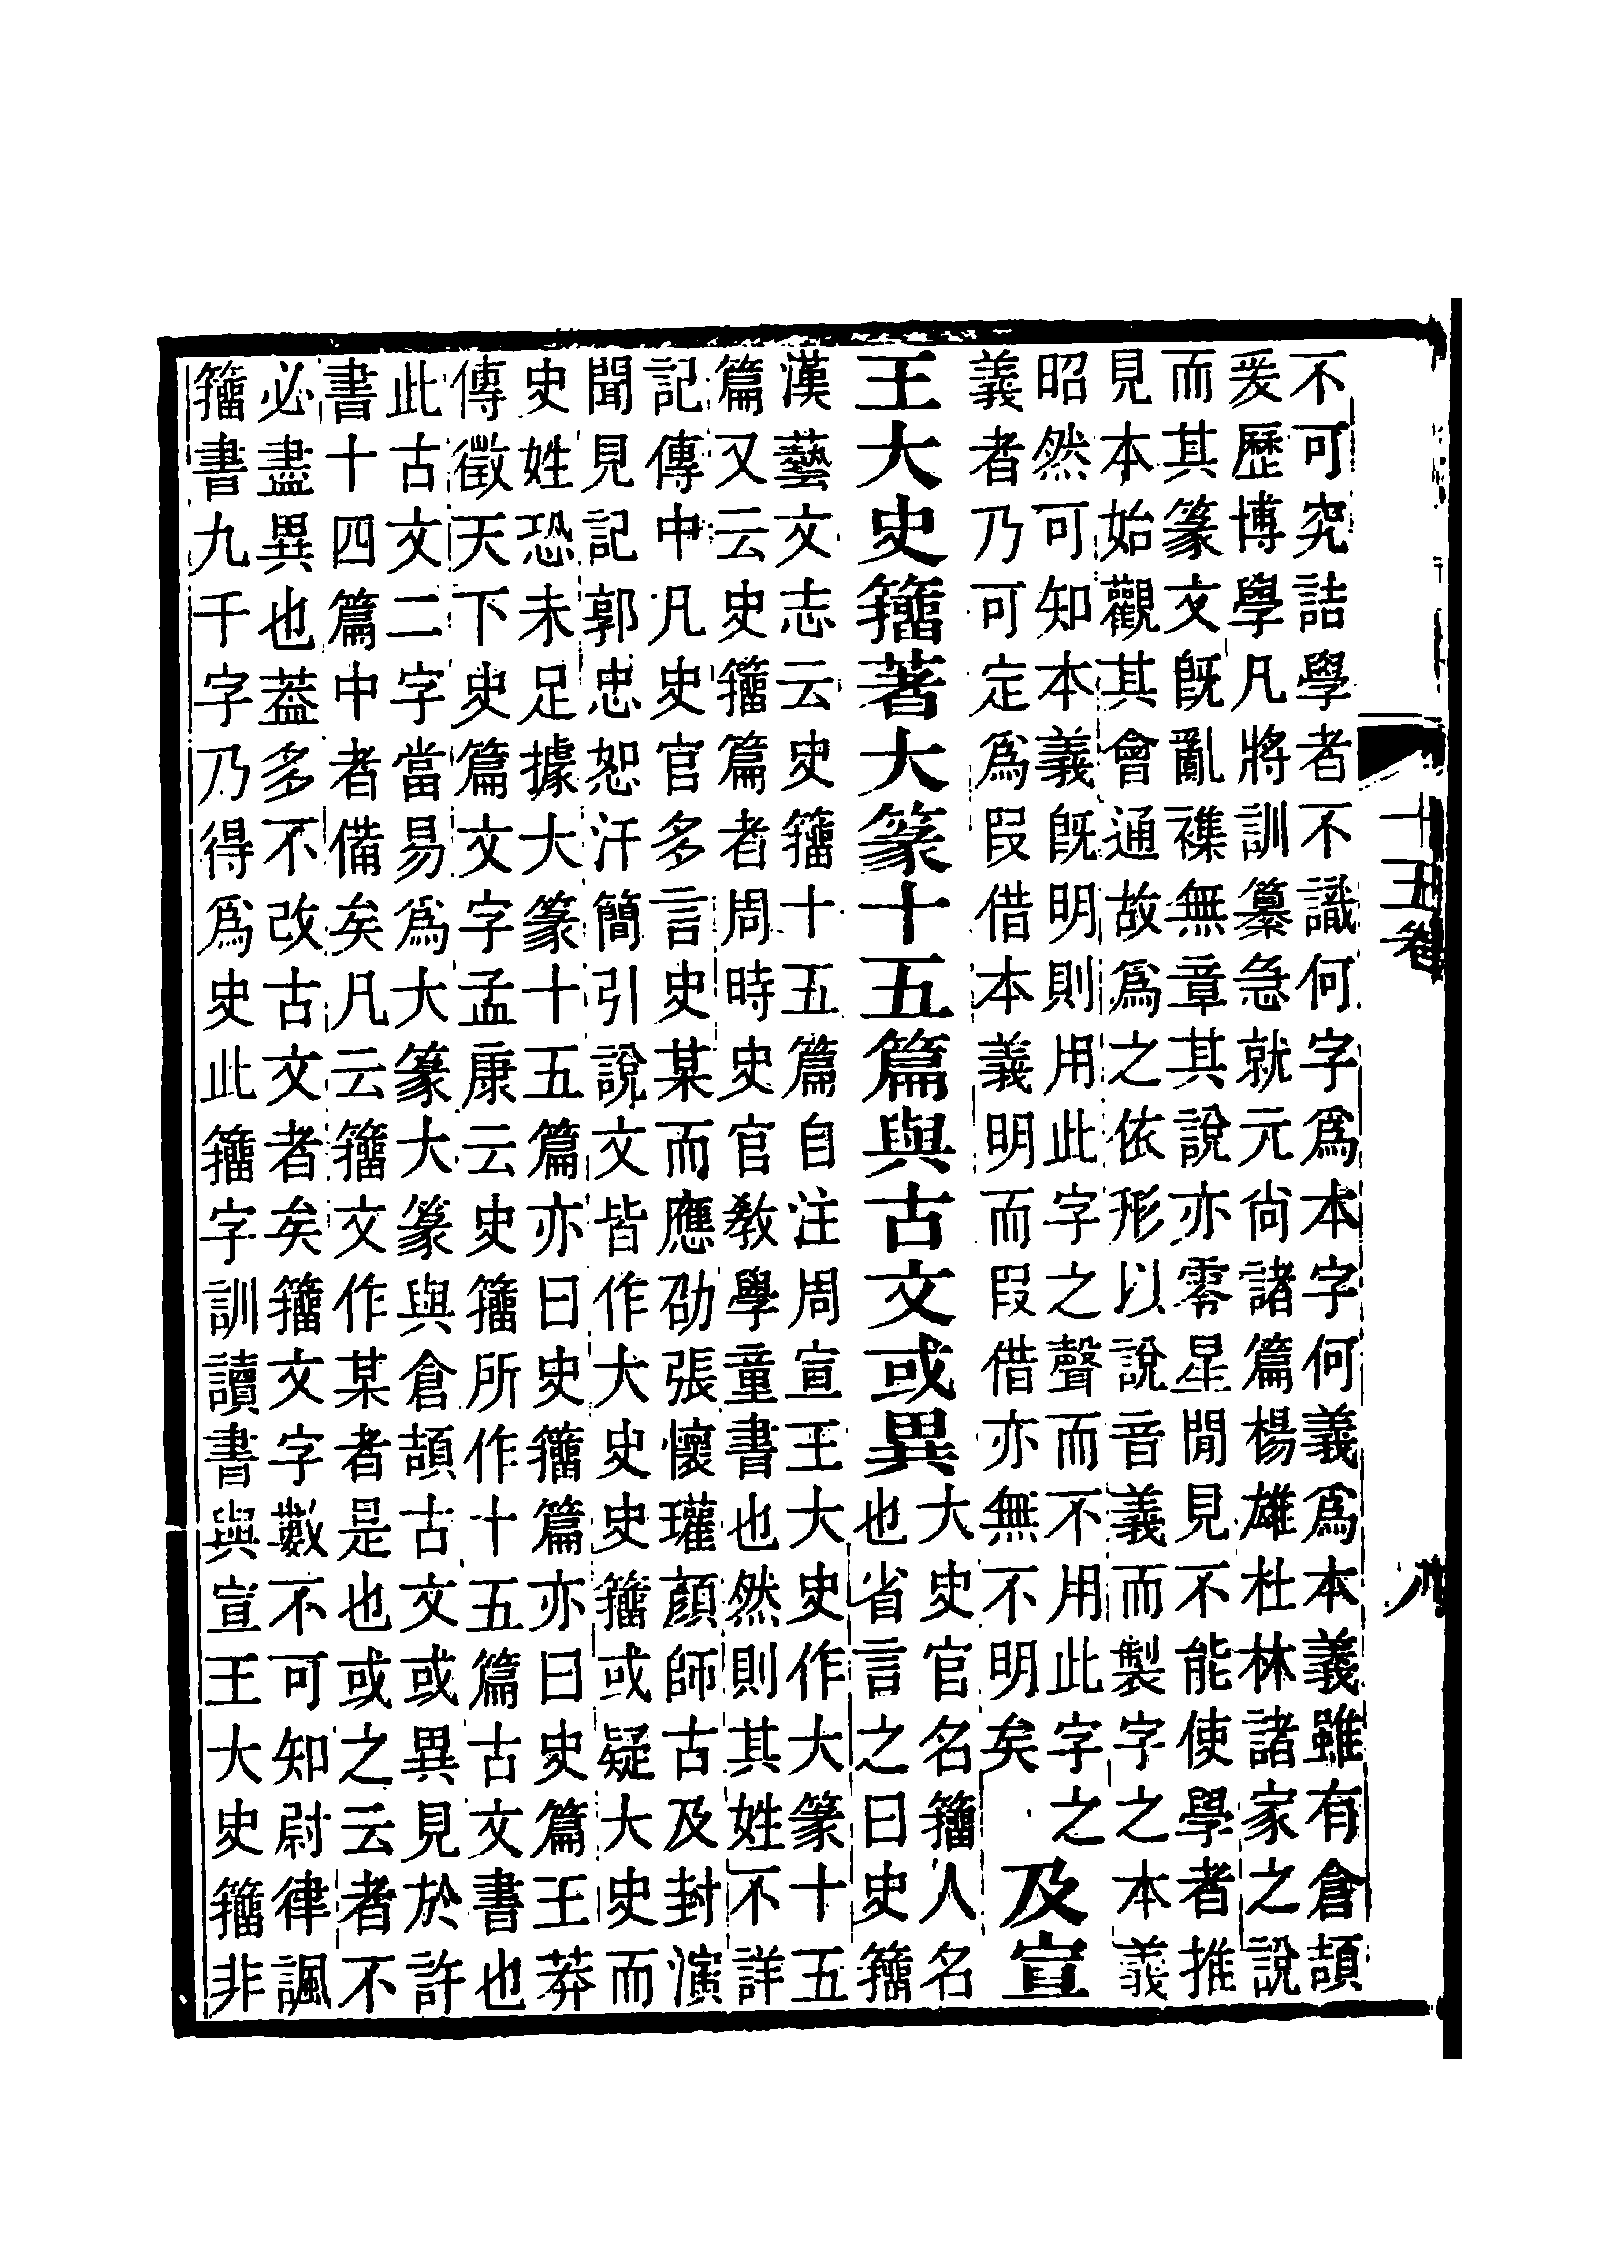 十五卷
不可究詰學者不識何字爲本字何義爲本義雖有倉頡
爰歷博學凡將訓纂急就元尙諸篇楊雄杜林諸家之說
而其篆文旣亂襍無章其說亦零星閒見不能使學者推
見本始觀其會通故爲之依形以說音義而製字之本義
昭然可知本義旣明則用此字之聲而不用此字之
義者乃可定爲叚借本義明而叚借亦無不明矣
及宣
王大史籒著大篆十五篇與古文或異
大史官名籒人名
也省言之曰史籒
漢藝文志云史籒十五篇自注周宣王大史作大篆十五
篇又云史籒篇者周時史官敎學童書也然則其姓不詳
記傳中凡史官多言史某而應劭張懷瓘顏師古及封演
聞見記郭忠恕汗簡引說文皆作大史史籒或疑大史而
史姓恐未足據大篆十五篇亦曰史籒篇亦曰史篇王莽
傳徵天下史篇文字孟康云史籒所作十五篇古文書也
此古文二字當易爲大篆大篆與倉頡古文或異見於許
書十四篇中者備矣凡云籒文作某者是也或之云者不
必盡異也葢多不改古文者矣籒文字數不可知尉律諷
籒書九千字乃得爲史此籒字訓讀書與宣王大史籒非